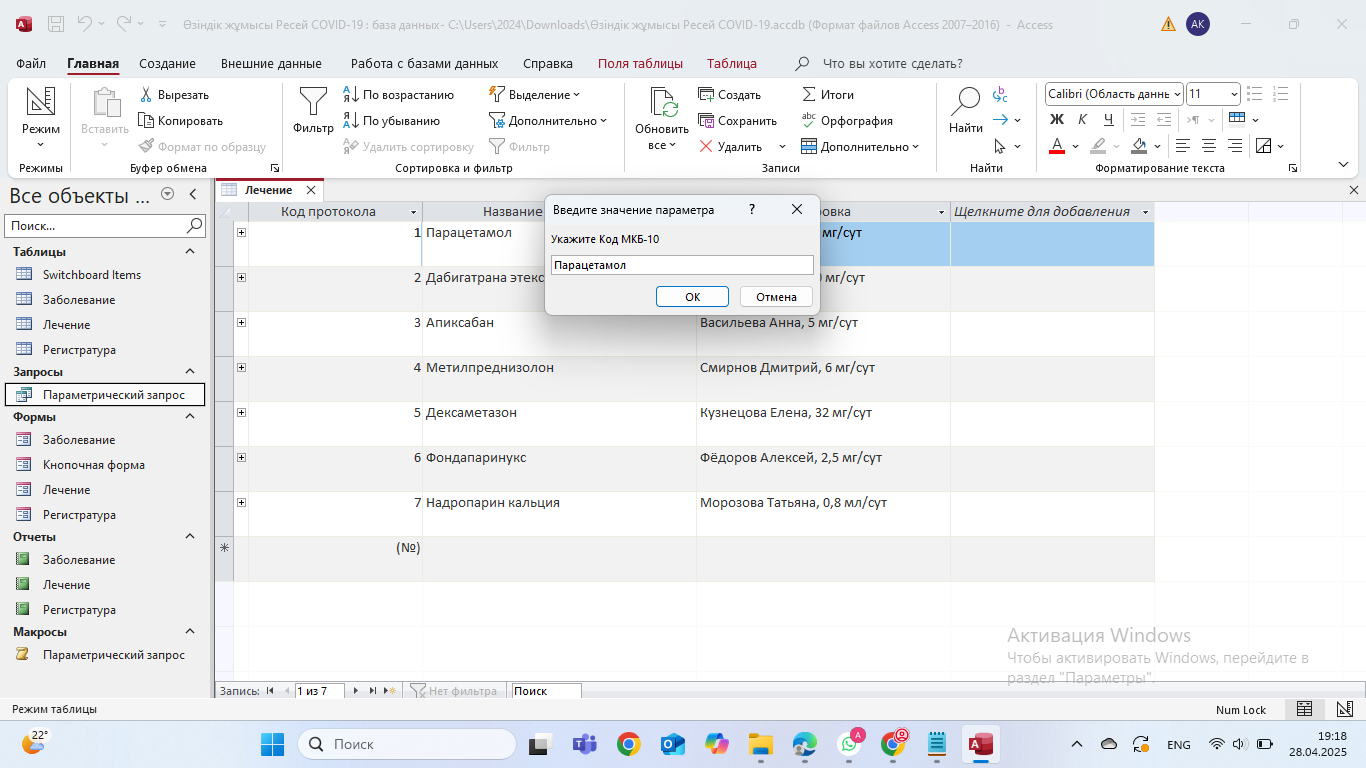 Өзіндік жұмысы Ресей COVID-19 : база данных- C:\Users\2024\Downloads\Өзіндік жұмысы Ресей COVID-19.accdb (Формат файлов Access 2007–2016) - Access
АК
Файл Главная Создание Внешние данные Работа с базами данных Справка Поля таблицы Таблица Что вы хотите сделать?
Вырезать По возрастанию Выделение Создать Итоги Calibri (Область даннь 11
Режим Вставить Копировать Фильтр По убыванию Дополнительно Обновить все Сохранить Орфография Найти Ж К Ч
Формат по образцу Удалить сортировку Фильтр Удалить Дополнительно
Режимы Буфер обмена Сортировка и фильтр Записи Найти Форматирование текста
Все объекты ...
Поиск...
Таблицы
Switchboard Items
Заболевание
Лечение
Регистратура
Запросы
Параметрический запрос
Формы
Заболевание
Кнопочная форма
Лечение
Регистратура
Отчеты
Заболевание
Лечение
Регистратура
Макросы
Параметрический запрос
Лечение
Код протокола Название овка Щелкните для добавления
1 Парацетамол мг/сут
2 Дабигатрана этекс 0 мг/сут
3 Апиксабан Васильева Анна, 5 мг/сут
4 Метилпреднизолон Смирнов Дмитрий, 6 мг/сут
5 Дексаметазон Кузнецова Елена, 32 мг/сут
6 Фондапаринукс Фёдоров Алексей, 2,5 мг/сут
7 Надропарин кальция Морозова Татьяна, 0,8 мл/сут
(№)
Введите значение параметра ?
Укажите Код МКБ-10
Парацетамол
ОК Отмена
Активация Windows
Чтобы активировать Windows, перейдите в
раздел "Параметры".
Запись: 1 из 7 Нет фильтра Поиск
Режим таблицы Num Lock
22° Поиск A ENG 19:18
28.04.2025